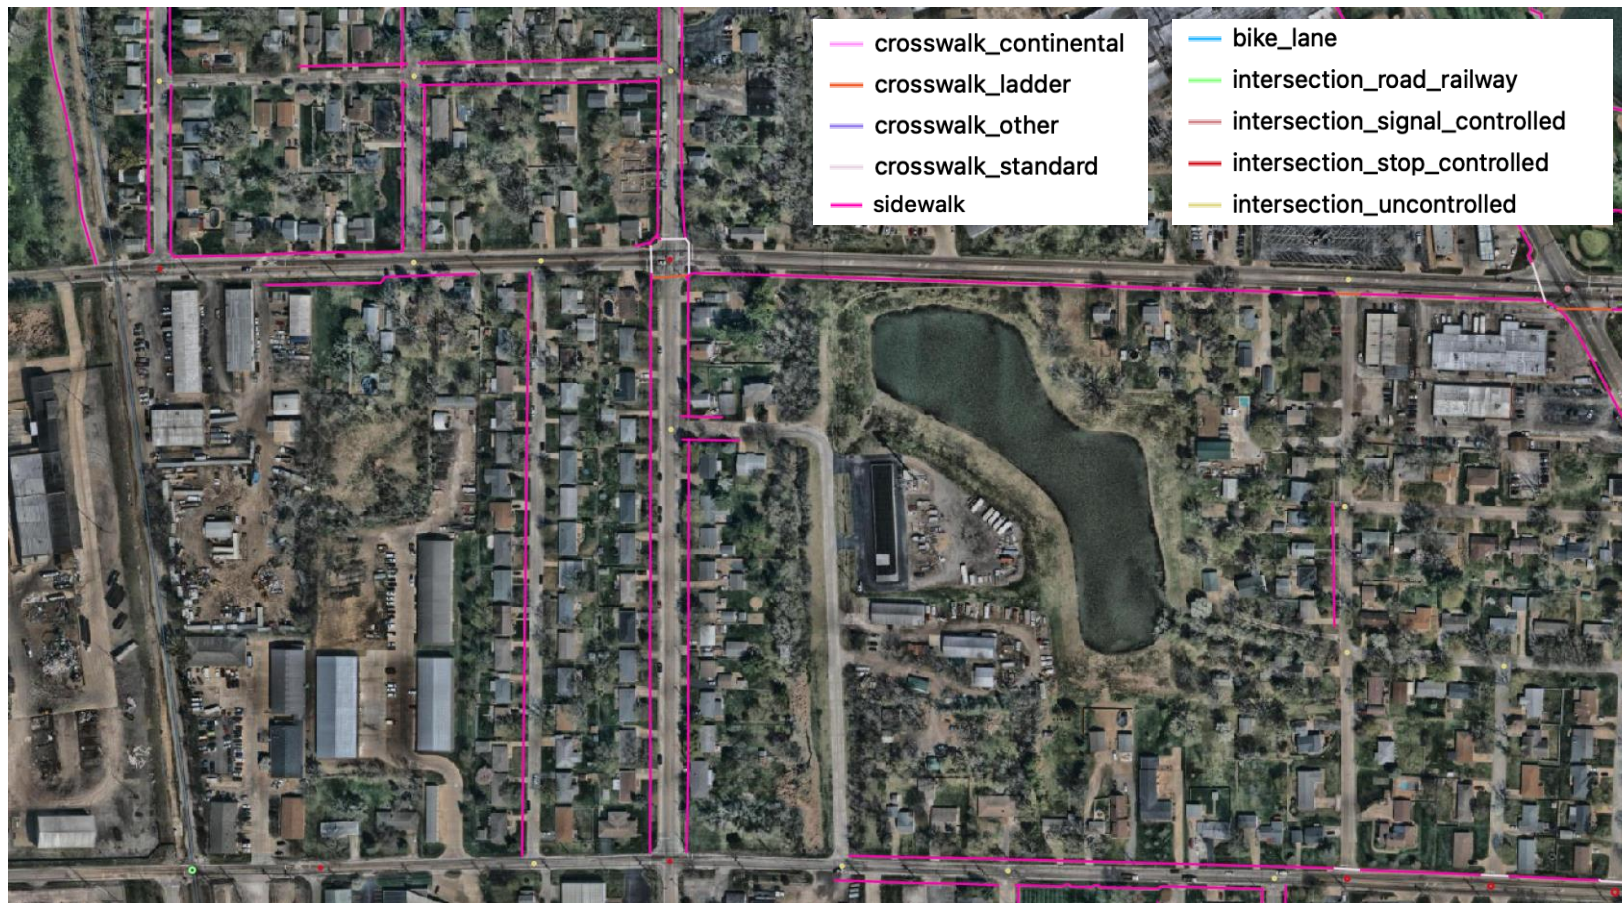 crosswalk_continental
crosswalk_ladder
crosswalk_other
crosswalk_standard
sidewalk
bike_lane
intersection_road_railway
intersection_signal_controlled
intersection_stop_controlled
intersection_uncontrolled